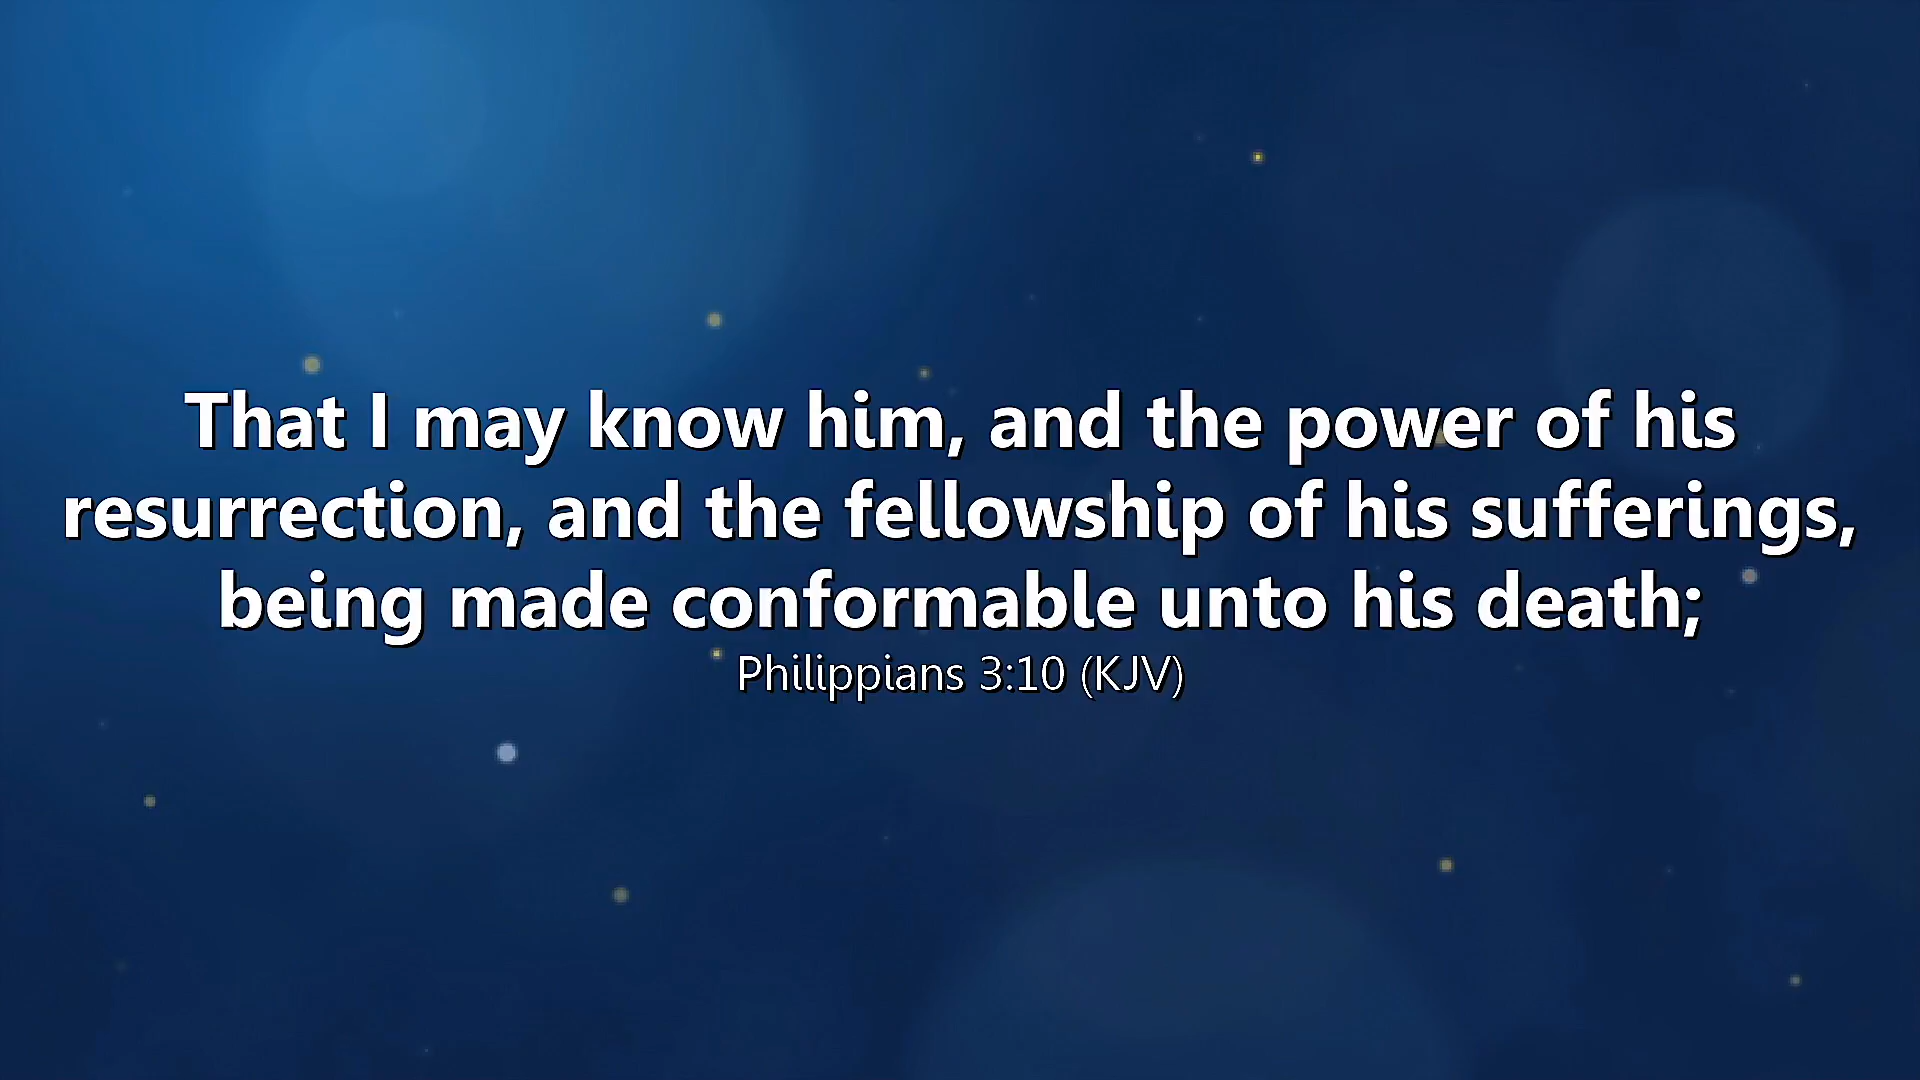 That I may know him, and the power of his
resurrection, and the fellowship of his sufferings,
being made conformable unto his death;
Philippians 3:10 (KJV)